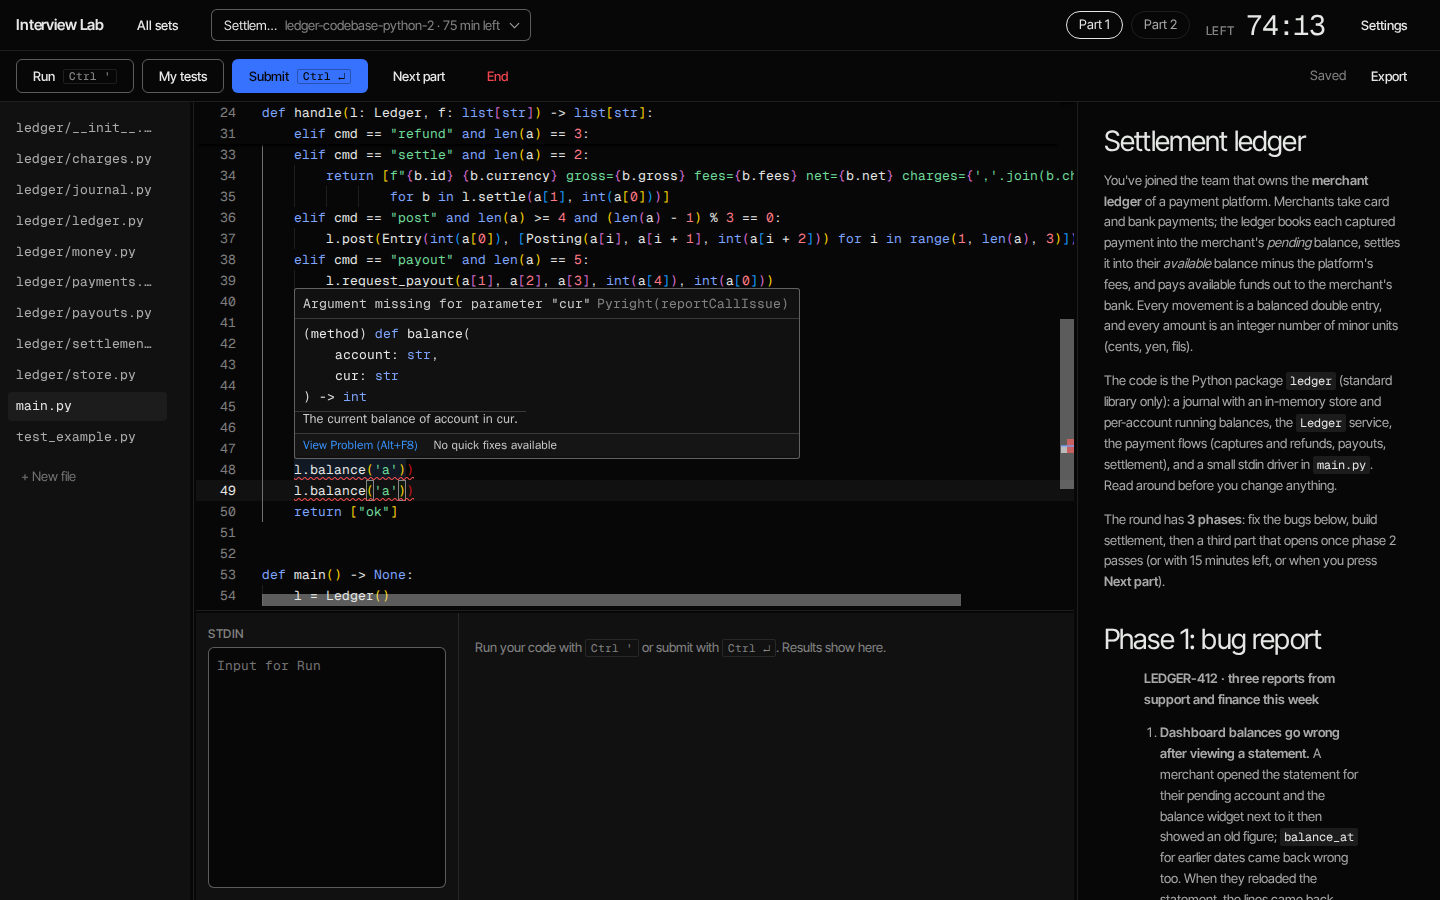 Interview Lab
All sets
Settlem... ledger-codebase-python-2 · 75 min left
Part 1
Part 2
LEFT 74:13
Settings
Run Ctrl '
My tests
Submit Ctrl ↵
Next part
End
Saved
Export
ledger/__init__.…
ledger/charges.py
ledger/journal.py
ledger/ledger.py
ledger/money.py
ledger/payments.…
ledger/payouts.py
ledger/settlemen…
ledger/store.py
main.py
test_example.py
+ New file
24 def handle(l: Ledger, f: list[str]) -> list[str]:
31 elif cmd == "refund" and len(a) == 3:
33 elif cmd == "settle" and len(a) == 2:
34 return [f"{b.id} {b.currency} gross={b.gross} fees={b.fees} net={b.net} charges={','.join(b.ch
35 for b in l.settle(a[1], int(a[0]))]
36 elif cmd == "post" and len(a) >= 4 and (len(a) - 1) % 3 == 0:
37 l.post(Entry(int(a[0]), [Posting(a[i], a[i + 1], int(a[i + 2])) for i in range(1, len(a), 3)])
38 elif cmd == "payout" and len(a) == 5:
39 l.request_payout(a[1], a[2], a[3], int(a[4]), int(a[0]))
40
41
42
43
44
45
46
47
Argument missing for parameter "cur" Pyright(reportCallIssue)
(method) def balance(
account: str,
cur: str
) -> int
The current balance of account in cur.
View Problem (Alt+F8) No quick fixes available
48 l.balance('a'))
49 l.balance('a'))
50 return ["ok"]
51
52
53 def main() -> None:
54 l = Ledger()
STDIN
Input for Run
Run your code with Ctrl ' or submit with Ctrl ↵. Results show here.
Settlement ledger
You've joined the team that owns the merchant
ledger of a payment platform. Merchants take card
and bank payments; the ledger books each captured
payment into the merchant's pending balance, settles
it into their available balance minus the platform's
fees, and pays available funds out to the merchant's
bank. Every movement is a balanced double entry,
and every amount is an integer number of minor units
(cents, yen, fils).
The code is the Python package ledger (standard
library only): a journal with an in-memory store and
per-account running balances, the Ledger service,
the payment flows (captures and refunds, payouts,
settlement), and a small stdin driver in main.py.
Read around before you change anything.
The round has 3 phases: fix the bugs below, build
settlement, then a third part that opens once phase 2
passes (or with 15 minutes left, or when you press
Next part).
Phase 1: bug report
LEDGER-412 · three reports from
support and finance this week
1. Dashboard balances go wrong
after viewing a statement. A
merchant opened the statement for
their pending account and the
balance widget next to it then
showed an old figure; balance_at
for earlier dates came back wrong
too. When they reloaded the
statement, the lines came back